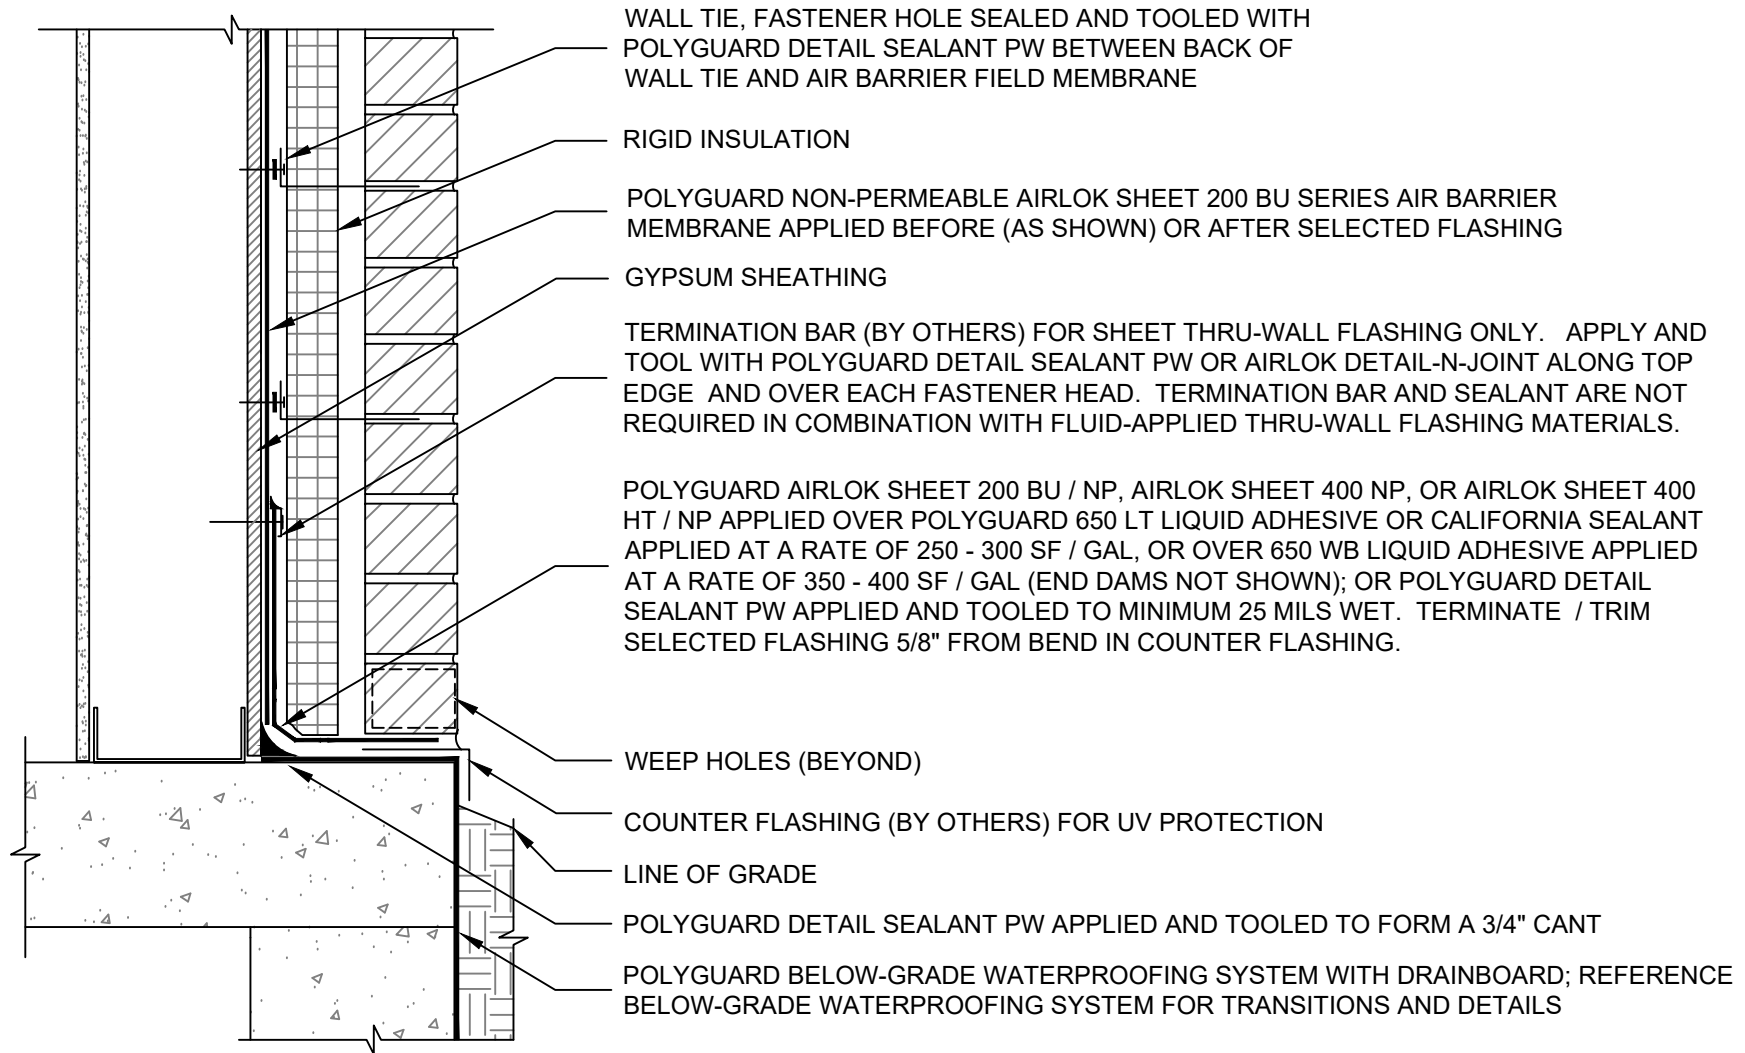 WALL TIE, FASTENER HOLE SEALED AND TOOLED WITH
POLYGUARD DETAIL SEALANT PW BETWEEN BACK OF
WALL TIE AND AIR BARRIER FIELD MEMBRANE
RIGID INSULATION
POLYGUARD NON-PERMEABLE AIRLOK SHEET 200 BU SERIES AIR BARRIER
MEMBRANE APPLIED BEFORE (AS SHOWN) OR AFTER SELECTED FLASHING
GYPSUM SHEATHING
TERMINATION BAR (BY OTHERS) FOR SHEET THRU-WALL FLASHING ONLY. APPLY AND
TOOL WITH POLYGUARD DETAIL SEALANT PW OR AIRLOK DETAIL-N-JOINT ALONG TOP
EDGE AND OVER EACH FASTENER HEAD. TERMINATION BAR AND SEALANT ARE NOT
REQUIRED IN COMBINATION WITH FLUID-APPLIED THRU-WALL FLASHING MATERIALS.
POLYGUARD AIRLOK SHEET 200 BU / NP, AIRLOK SHEET 400 NP, OR AIRLOK SHEET 400
HT / NP APPLIED OVER POLYGUARD 650 LT LIQUID ADHESIVE OR CALIFORNIA SEALANT
APPLIED AT A RATE OF 250 - 300 SF / GAL, OR OVER 650 WB LIQUID ADHESIVE APPLIED
AT A RATE OF 350 - 400 SF / GAL (END DAMS NOT SHOWN); OR POLYGUARD DETAIL
SEALANT PW APPLIED AND TOOLED TO MINIMUM 25 MILS WET. TERMINATE / TRIM
SELECTED FLASHING 5/8" FROM BEND IN COUNTER FLASHING.
WEEP HOLES (BEYOND)
COUNTER FLASHING (BY OTHERS) FOR UV PROTECTION
LINE OF GRADE
POLYGUARD DETAIL SEALANT PW APPLIED AND TOOLED TO FORM A 3/4" CANT
POLYGUARD BELOW-GRADE WATERPROOFING SYSTEM WITH DRAINBOARD; REFERENCE
BELOW-GRADE WATERPROOFING SYSTEM FOR TRANSITIONS AND DETAILS